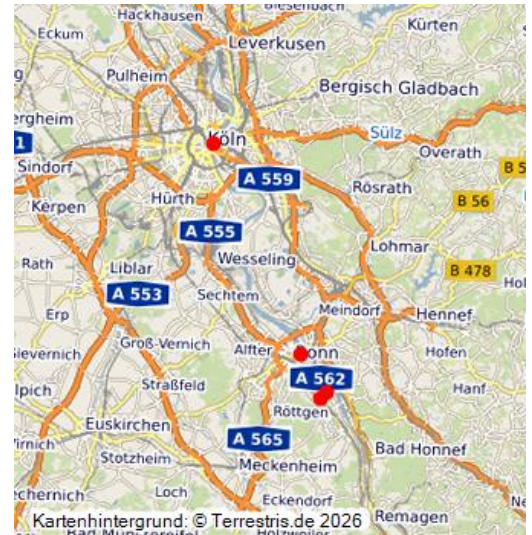 Hackhausen
Kürten
Eckum
Leverkusen
Pulheim
Bergisch Gladbach
Köln
Sülz
Overath
Sindorf
A 559
Rösrath
B 56
Hürth
Kerpen
A 555
Lohmar
Rath
Liblar
Wesseling
B 478
A 553
Sechtem
Meindorf
Hennef
Erp
Groß-Vernich
Alfter
Hofen
A 562
Straßfeld
Röttgen
Hanf
Euskirchen
A 565
Bad Honnef
Stotzheim
Meckenheim
Loch
Eckendorf
Kartenhintergrund: © Terrestris.de 2026
Remagen